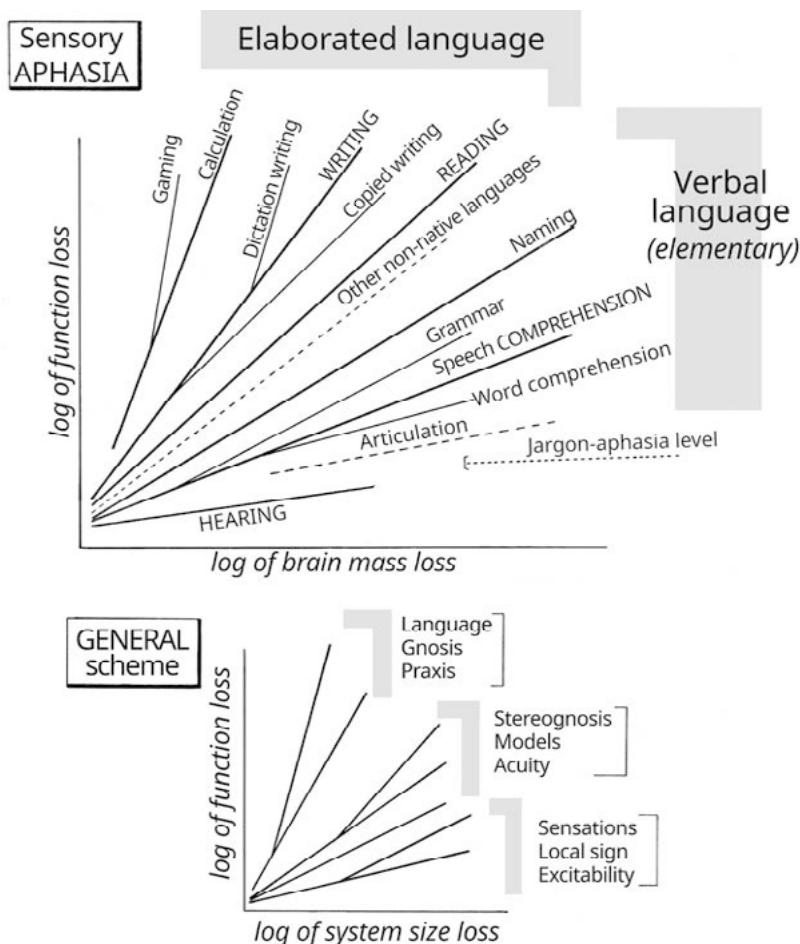 Sensory
APHASIA
Elaborated language
Verbal
language
(elementary)
log of function loss
Gaming
Calculation
Dictation writing
WRITING
Copied writing
READING
Other non-native languages
Naming
Grammar
Speech COMPREHENSION
Word comprehension
Articulation
Jargon-aphasia level
HEARING
log of brain mass loss
GENERAL
scheme
log of function loss
Language
Gnosis
Praxis
Stereognosis
Models
Acuity
Sensations
Local sign
Excitability
log of system size loss